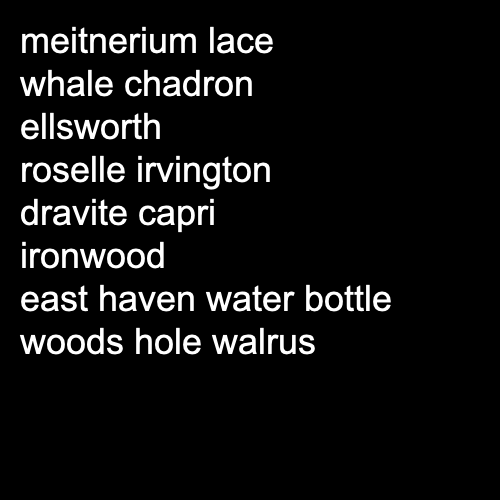 meitnerium lace
whale chadron
ellsworth
roselle irvington
dravite capri
ironwood
east haven water bottle
woods hole walrus